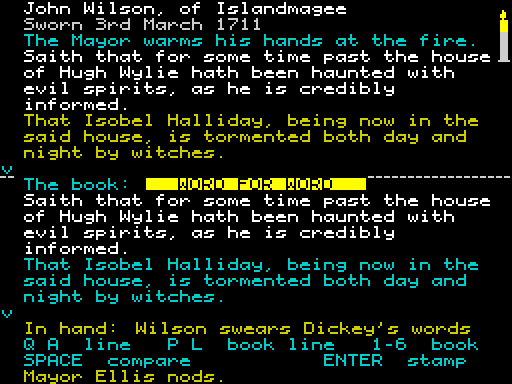 John Wilson, of Islandmagee
Sworn 3rd March 1711
The Mayor warms his hands at the fire.
Saith that for some time past the house
of Hugh Wylie hath been haunted with
evil spirits, as he is credibly
informed.
That Isobel Halliday, being now in the
said house, is tormented both day and
night by witches.
v
The book: WORD FOR WORD
Saith that for some time past the house
of Hugh Wylie hath been haunted with
evil spirits, as he is credibly
informed.
That Isobel Halliday, being now in the
said house, is tormented both day and
night by witches.
v
In hand: Wilson swears Dickey's words
Q A line P L book line 1-6 book
SPACE compare ENTER stamp
Mayor Ellis nods.